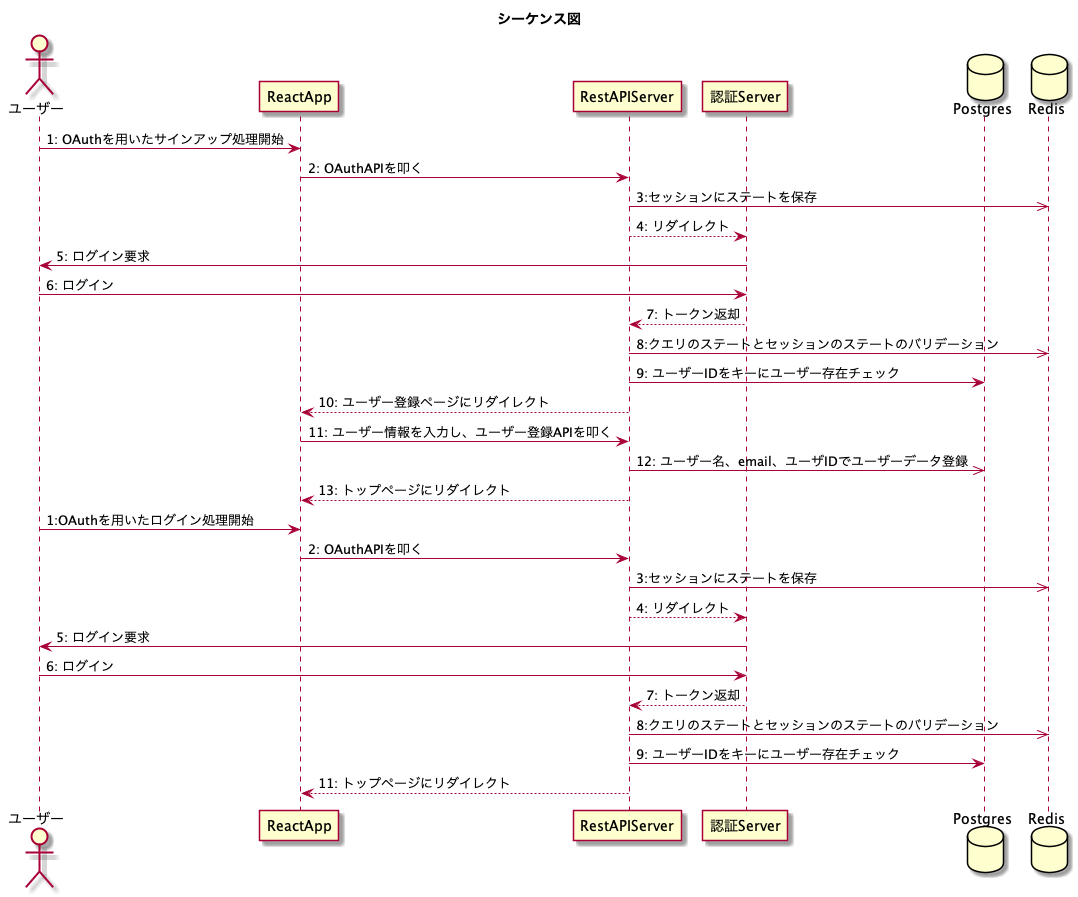 シーケンス図
ユーザー
ReactApp
RestAPIServer
認証Server
Postgres
Redis
1: OAuthを用いたサインアップ処理開始
2: OAuthAPIを叩く
3:セッションにステートを保存
4: リダイレクト
5: ログイン要求
6: ログイン
7: トークン返却
8:クエリのステートとセッションのステートのバリデーション
9: ユーザーIDをキーにユーザー存在チェック
10: ユーザー登録ページにリダイレクト
11: ユーザー情報を入力し、ユーザー登録APIを叩く
12: ユーザー名、email、ユーザIDでユーザーデータ登録
13: トップページにリダイレクト
1:OAuthを用いたログイン処理開始
2: OAuthAPIを叩く
3:セッションにステートを保存
4: リダイレクト
5: ログイン要求
6: ログイン
7: トークン返却
8:クエリのステートとセッションのステートのバリデーション
9: ユーザーIDをキーにユーザー存在チェック
11: トップページにリダイレクト
ユーザー
ReactApp
RestAPIServer
認証Server
Postgres
Redis